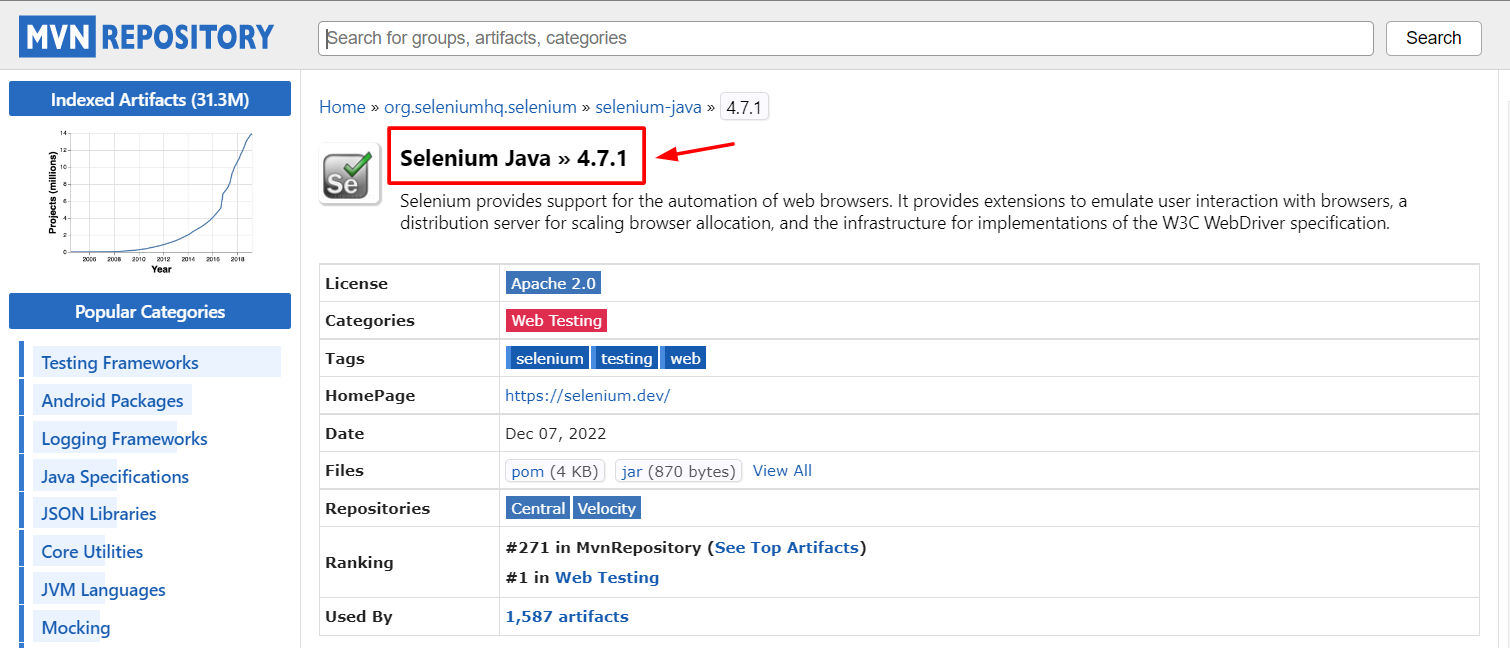 MVN REPOSITORY
Search for groups, artifacts, categories
Search
Indexed Artifacts (31.3M)
Projects (millions)
14
12
10
8
6
4
2
0
2006 2008 2010 2012 2014 2016 2018
Year
Popular Categories
Testing Frameworks
Android Packages
Logging Frameworks
Java Specifications
JSON Libraries
Core Utilities
JVM Languages
Mocking
Home » org.seleniumhq.selenium » selenium-java » 4.7.1
Se
Selenium Java » 4.7.1
Selenium provides support for the automation of web browsers. It provides extensions to emulate user interaction with browsers, a
distribution server for scaling browser allocation, and the infrastructure for implementations of the W3C WebDriver specification.
License Apache 2.0
Categories Web Testing
Tags selenium testing web
HomePage https://selenium.dev/
Date Dec 07, 2022
Files pom (4 KB) jar (870 bytes) View All
Repositories Central Velocity
Ranking #271 in MvnRepository (See Top Artifacts)
#1 in Web Testing
Used By 1,587 artifacts